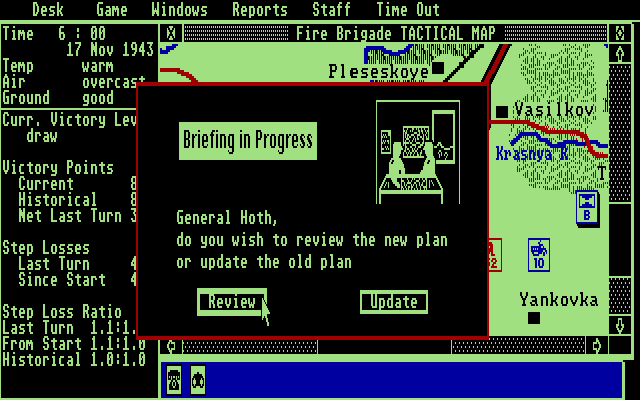 Desk Game Windows Reports Staff Time Out
Time 6 : 00
17 Nov 1943
Temp warm
Air overcast
Ground good
Curr. Victory Lev
draw
Victory Points
Current 8
Historical 8
Net Last Turn 3
Step Losses
Last Turn 4
Since Start 4
Step Loss Ratio
Last Turn 1.1:1.
From Start 1.1:1.0
Historical 1.0:1.0
Fire Brigade TACTICAL MAP
Pleseskoye
Vasilkov
Krasnya R
T
B
2
10
Yankovka
Briefing in Progress
General Hoth,
do you wish to review the new plan
or update the old plan
Review
Update